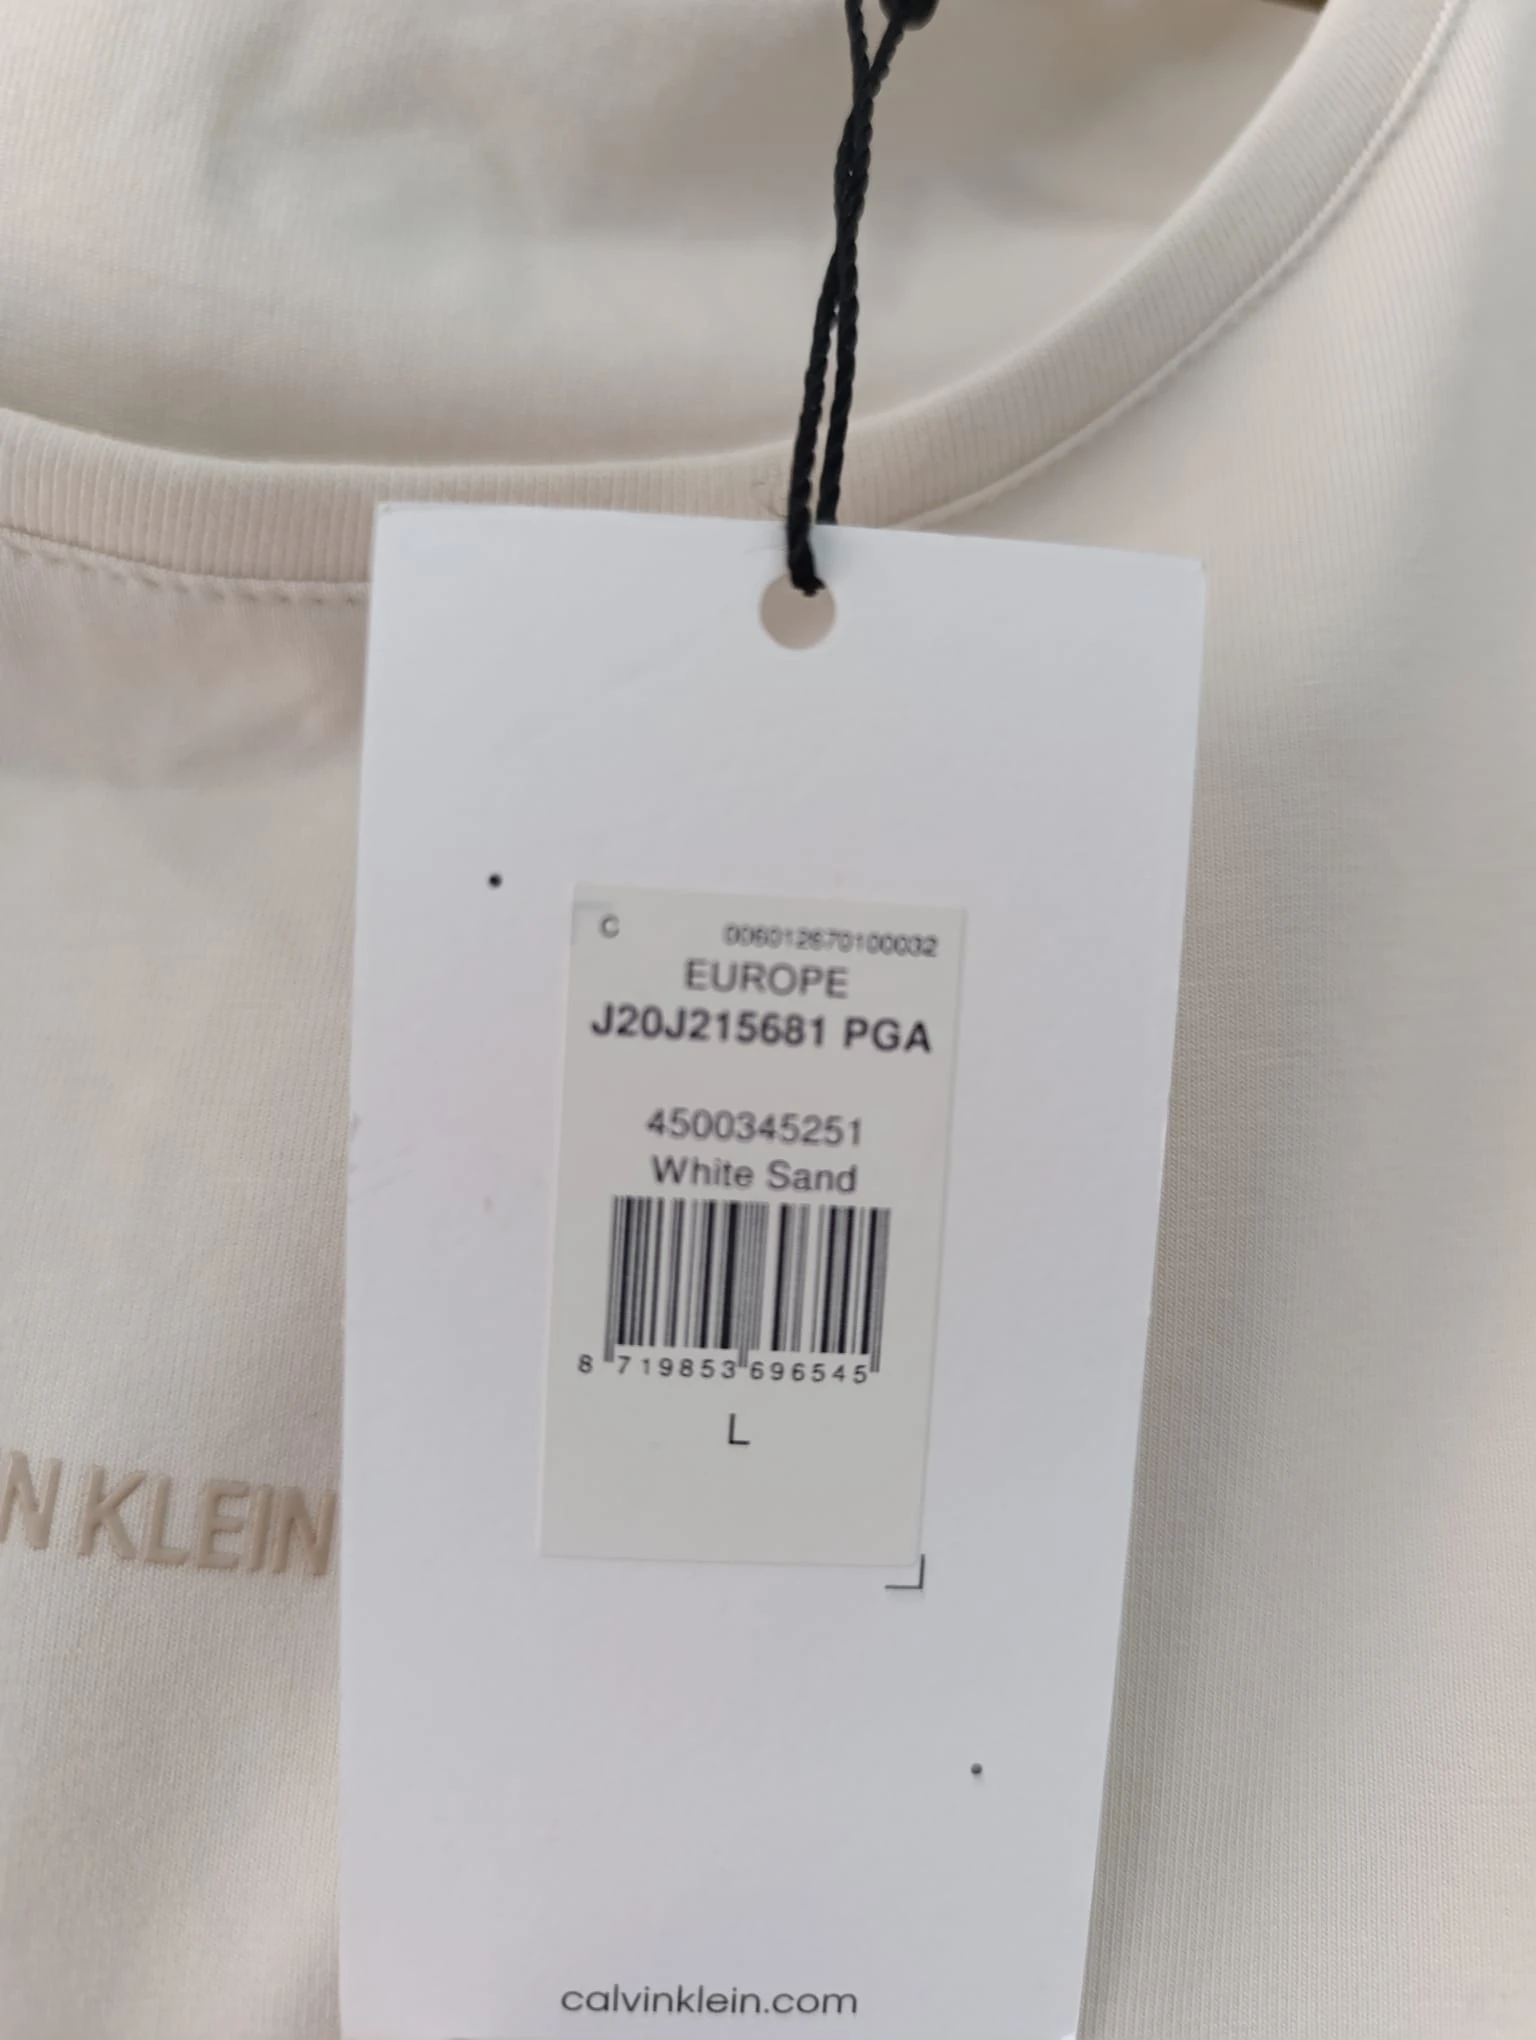 C 006012670100032
EUROPE
J20J215681 PGA
4500345251
White Sand
8 719853 696545
L
N KLEIN
calvinklein.com